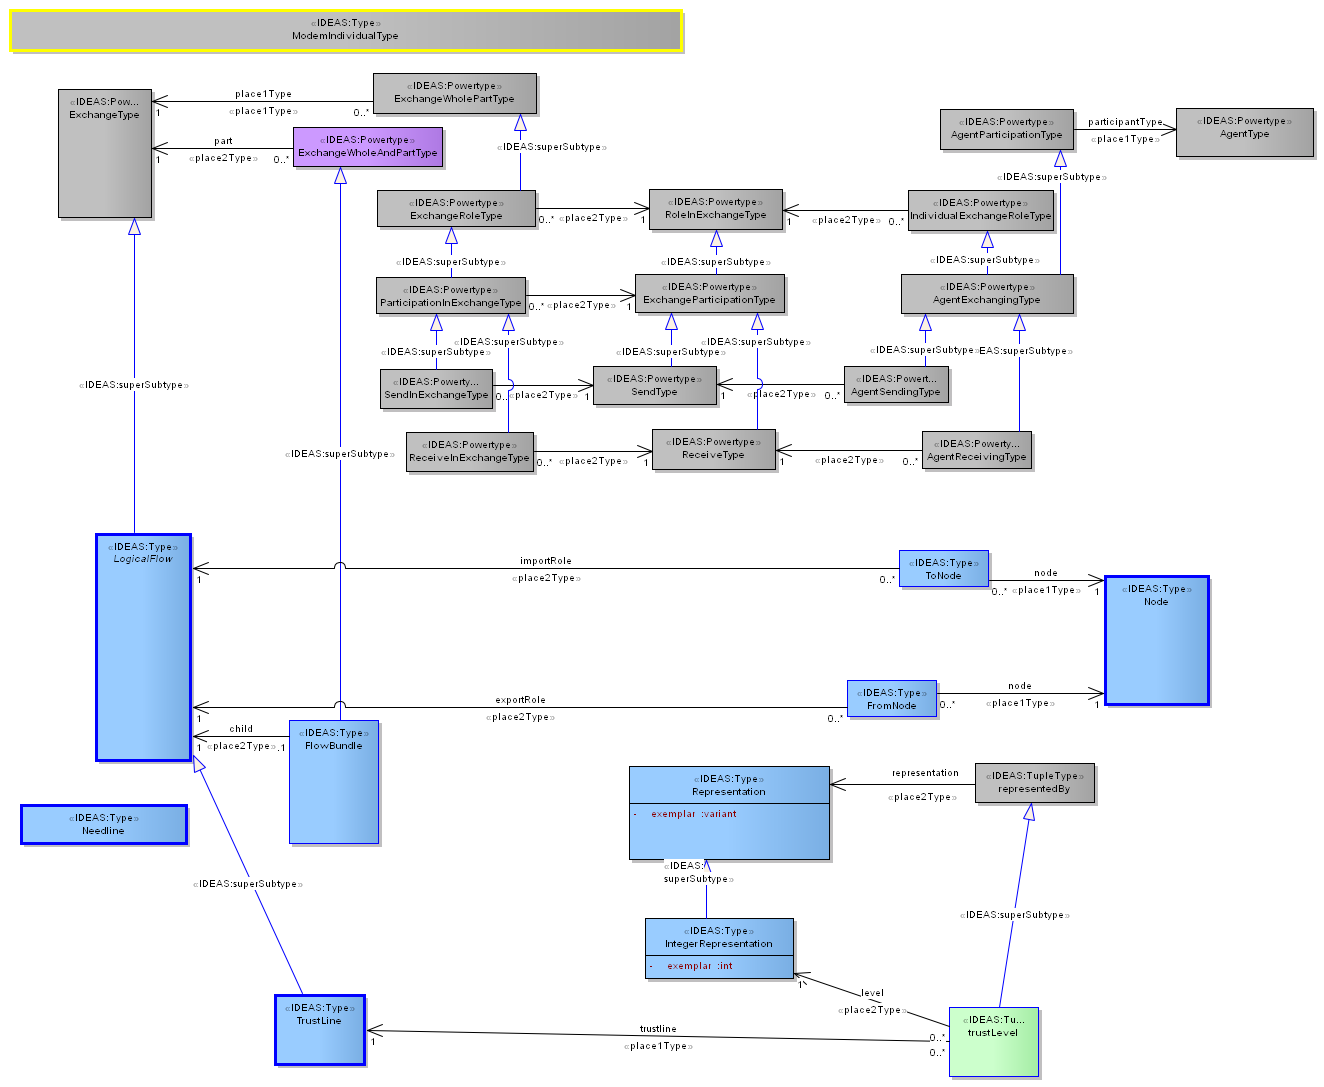 «IDEAS:Type»
ModemIndividualType
«IDEAS:Pow...
ExchangeType
place1Type
«place1Type»
1
0..*
«IDEAS:Powertype»
ExchangeWholePartType
part
«place2Type»
1
0..*
«IDEAS:Powertype»
ExchangeWholeAndPartType
«IDEAS:superSubtype»
«IDEAS:Powertype»
AgentParticipationType
participantType
«place1Type»
«IDEAS:Powertype»
AgentType
«IDEAS:superSubtype»
«IDEAS:Powertype»
ExchangeRoleType
0..*
«place2Type»
1
«IDEAS:Powertype»
RoleInExchangeType
1
«place2Type»
0..*
«IDEAS:Powertype»
IndividualExchangeRoleType
«IDEAS:superSubtype»
«IDEAS:superSubtype»
«IDEAS:superSubtype»
«IDEAS:Powertype»
ParticipationInExchangeType
0..*
«place2Type»
1
«IDEAS:Powertype»
ExchangeParticipationType
«IDEAS:Powertype»
AgentExchangingType
«IDEAS:superSubtype»
«IDEAS:superSubtype»
«IDEAS:superSubtype»
«IDEAS:superSubtype»
«IDEAS:superSubtype»
EAS:superSubtype»
«IDEAS:superSubtype»
«IDEAS:Powerty...
SendInExchangeType
0..
«place2Type»
1
«IDEAS:Powertype»
SendType
1
«place2Type»
0..*
«IDEAS:Powert...
AgentSendingType
«IDEAS:Powertype»
ReceiveInExchangeType
0..*
«place2Type»
1
«IDEAS:Powertype»
ReceiveType
1
«place2Type»
0..*
«IDEAS:Powerty...
AgentReceivingType
«IDEAS:superSubtype»
«IDEAS:Type»
LogicalFlow
importRole
«place2Type»
1
0..*
«IDEAS:Type»
ToNode
node
0..*
«place1Type»
1
«IDEAS:Type»
Node
exportRole
«place2Type»
1
0..*
«IDEAS:Type»
FromNode
node
0..*
«place1Type»
1
child
1
«place2Type»
.1
«IDEAS:Type»
FlowBundle
«IDEAS:Type»
Needline
«IDEAS:Type»
Representation
- exemplar :variant
representation
«place2Type»
«IDEAS:TupleType»
representedBy
«IDEAS:
superSubtype»
«IDEAS:superSubtype»
«IDEAS:superSubtype»
«IDEAS:Type»
IntegerRepresentation
- exemplar :int
1
level
«place2Type»
0..*
«IDEAS:Type»
TrustLine
trustline
«place1Type»
1
0..*
«IDEAS:Tu...
trustLevel